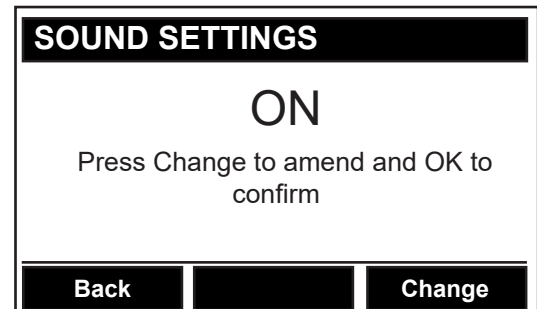 SOUND SETTINGS
ON
Press Change to amend and OK to
confirm
Back
Change